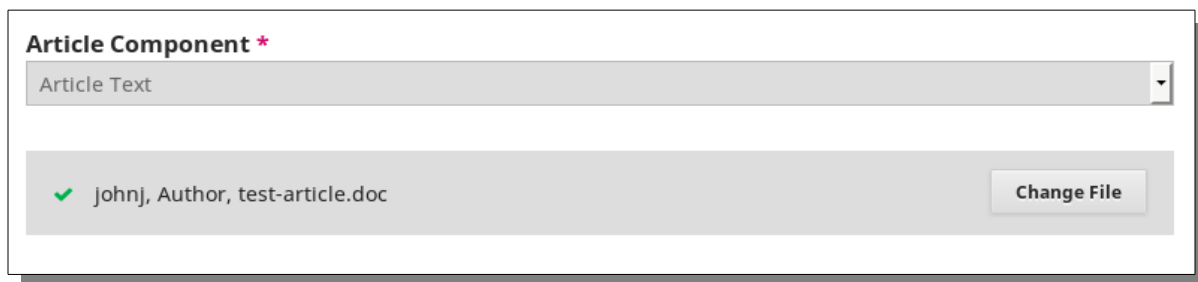 Article Component *
Article Text
johnj, Author, test-article.doc
Change File